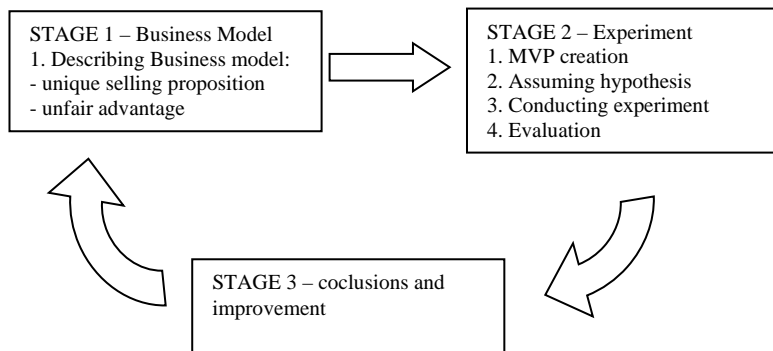 STAGE 1 – Business Model
1. Describing Business model:
- unique selling proposition
- unfair advantage
STAGE 2 – Experiment
1. MVP creation
2. Assuming hypothesis
3. Conducting experiment
4. Evaluation
STAGE 3 – coclusions and
improvement